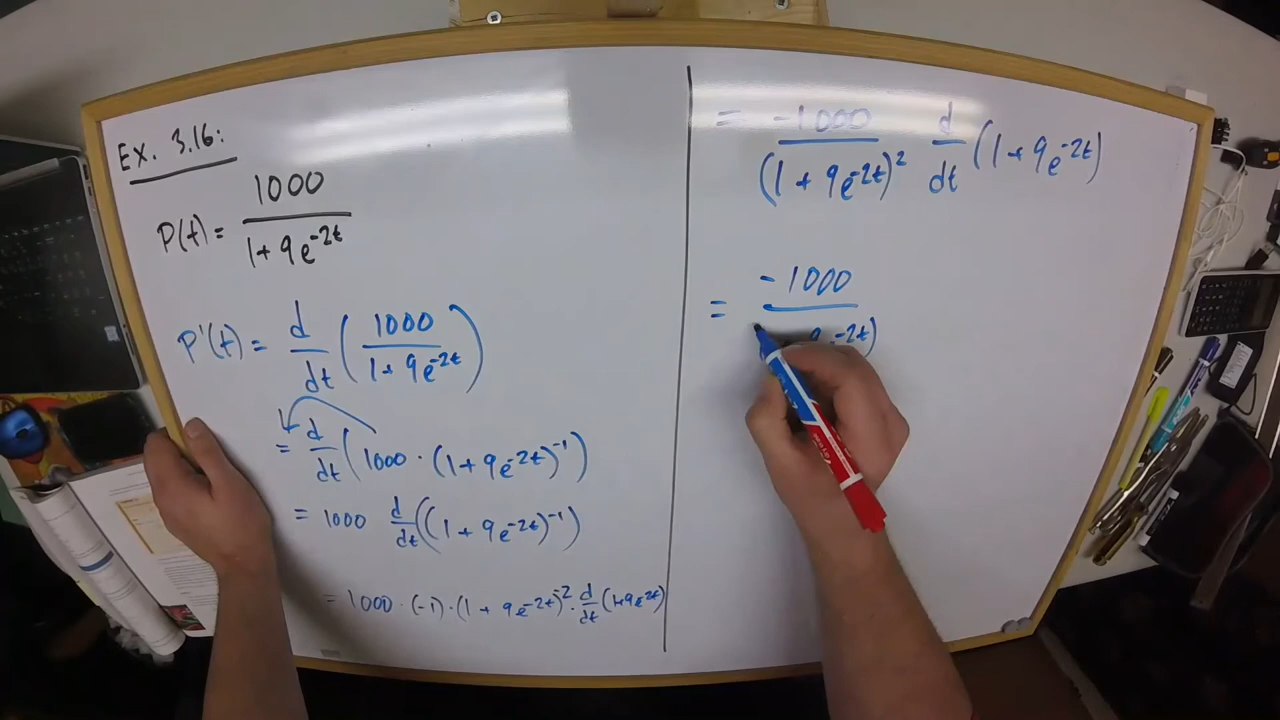 Ex. 3.16:
P(t) = 1000 / (1 + 9e^{-2t})
P'(t) = d/dt (1000 / (1 + 9e^{-2t}))
= d/dt (1000 · (1 + 9e^{-2t})^{-1})
= 1000 d/dt ((1 + 9e^{-2t})^{-1})
= 1000 · (-1) · (1 + 9e^{-2t})^{-2} · d/dt (1+9e^{-2t})
= -1000 / (1 + 9e^{-2t})^2 d/dt (1 + 9e^{-2t})
= -1000 / 9 -2t)